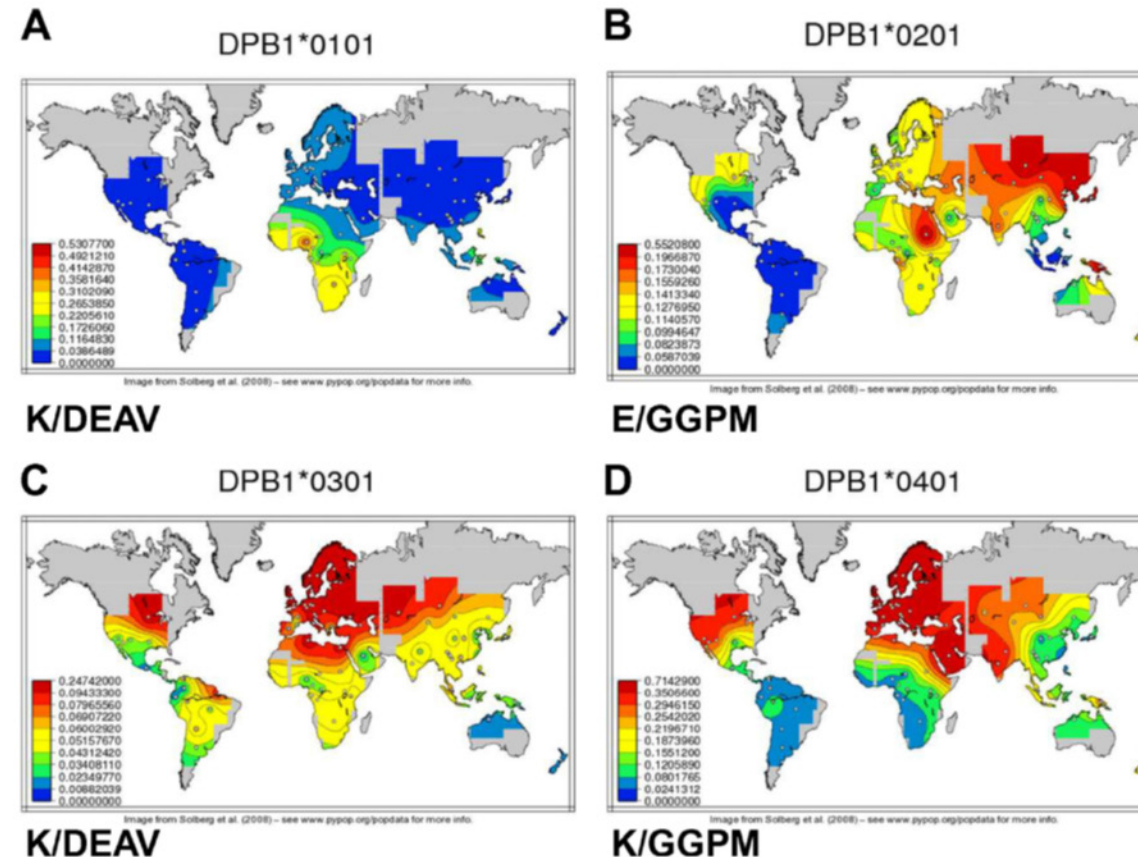 A
DPB1*0101
0.5307700
0.4921210
0.4142870
0.3581640
0.3102090
0.2653850
0.2205610
0.1726060
0.1164830
0.0386489
0.0000000
Image from Solberg et al. (2008) – see www.pypop.org/popdata for more info.
K/DEAV
B
DPB1*0201
0.5520800
0.1966870
0.1730040
0.1559260
0.1413340
0.1276950
0.1140570
0.0994647
0.0823873
0.0587039
0.0000000
Image from Solberg et al. (2008) – see www.pypop.org/popdata for more info.
E/GGPM
C
DPB1*0301
0.24742000
0.09433300
0.07965560
0.06907220
0.06002920
0.05157670
0.04312420
0.03408110
0.02349770
0.00882039
0.00000000
Image from Solberg et al. (2008) – see www.pypop.org/popdata for more info.
K/DEAV
D
DPB1*0401
0.7142900
0.3506600
0.2946150
0.2542020
0.2196710
0.1873960
0.1551200
0.1205890
0.0801765
0.0241312
0.0000000
Image from Solberg et al. (2008) – see www.pypop.org/popdata for more info.
K/GGPM